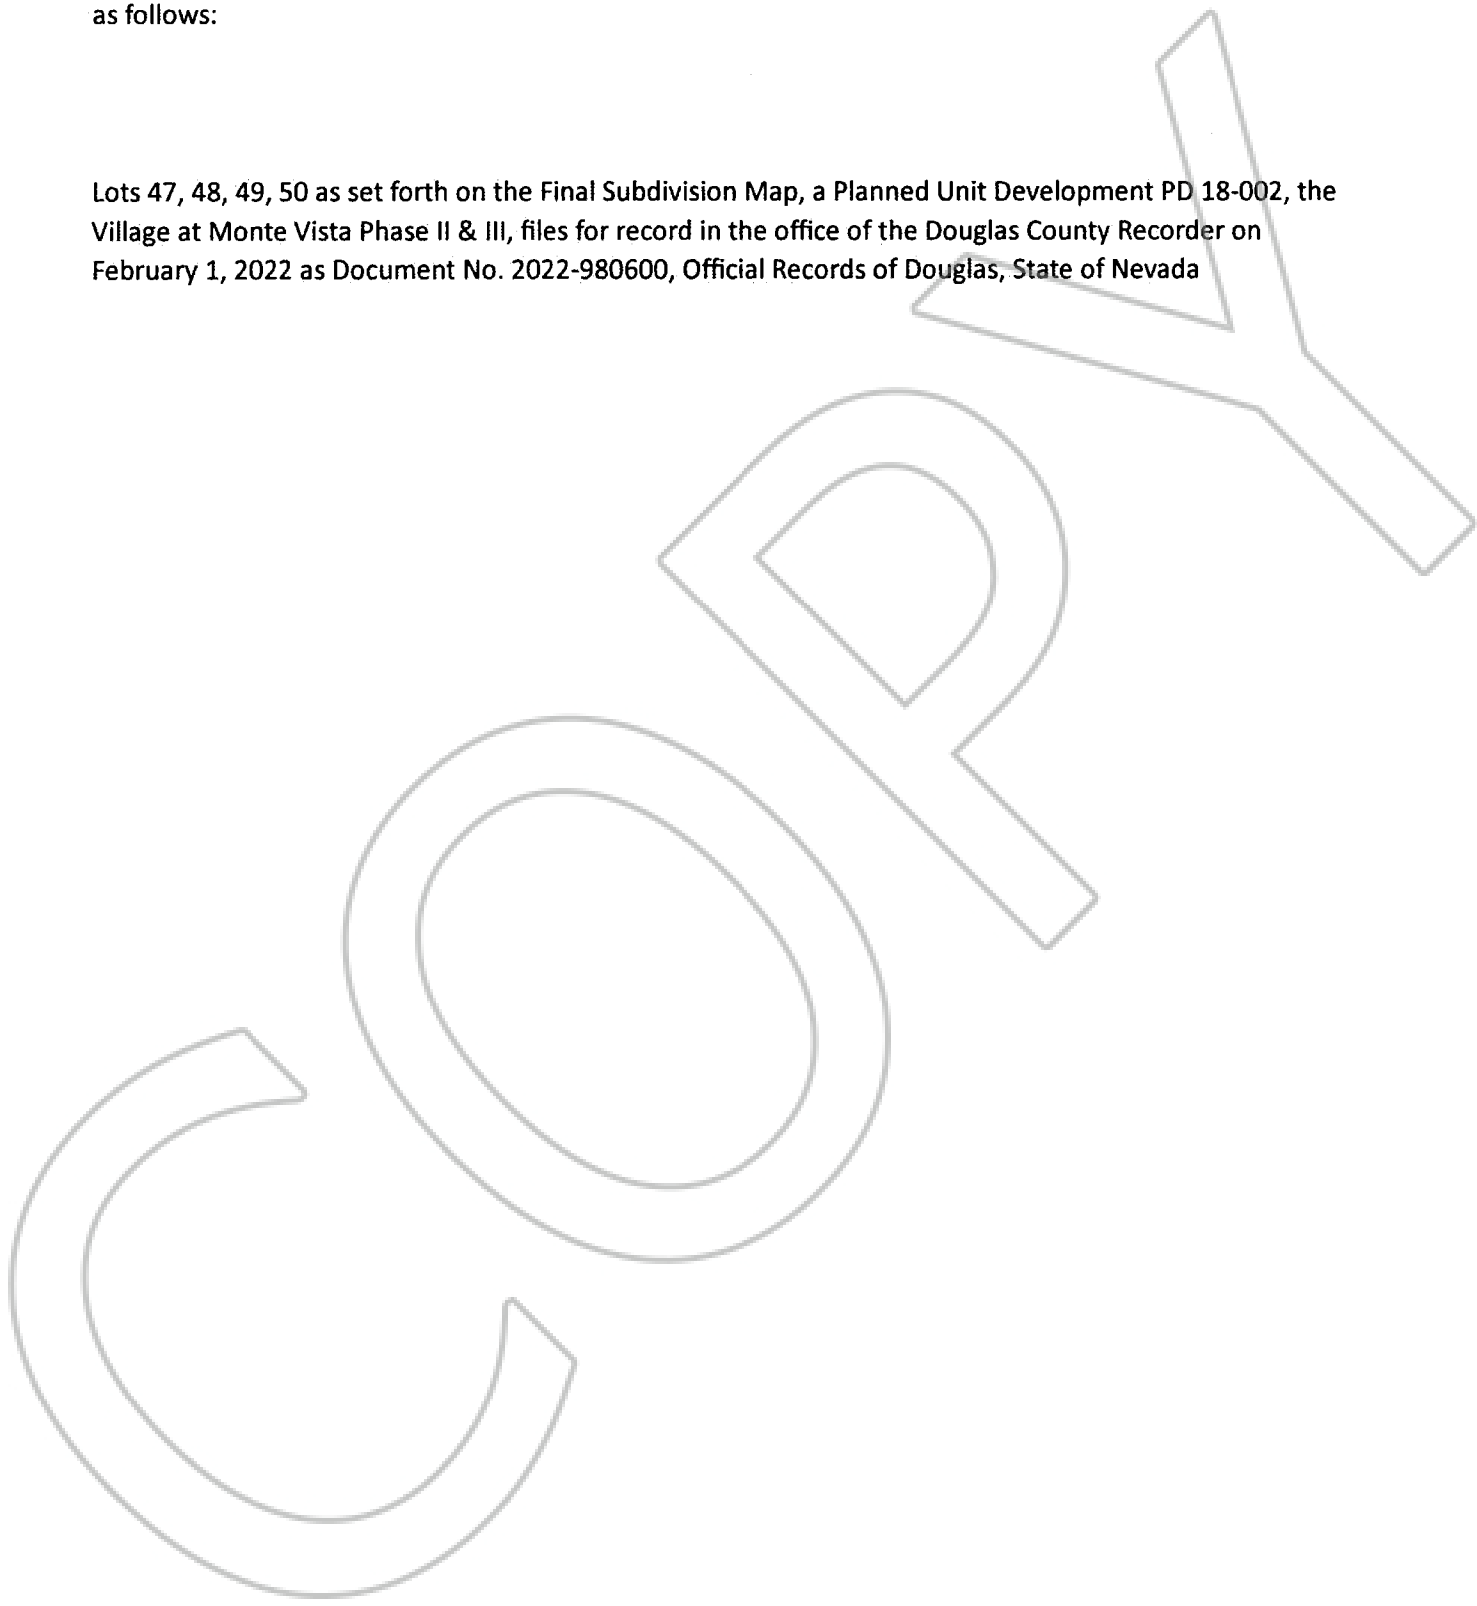 as follows:
Lots 47, 48, 49, 50 as set forth on the Final Subdivision Map, a Planned Unit Development PD 18-002, the
Village at Monte Vista Phase II & III, files for record in the office of the Douglas County Recorder on
February 1, 2022 as Document No. 2022-980600, Official Records of Douglas, State of Nevada
COPY